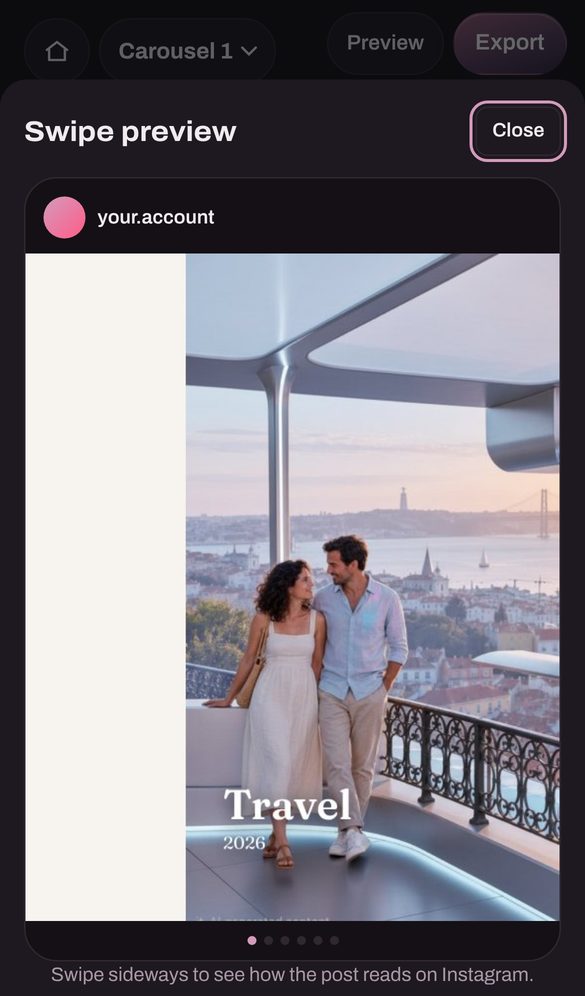 Carousel 1
Preview
Export
Swipe preview
Close
your.account
Travel
2026
Swipe sideways to see how the post reads on Instagram.